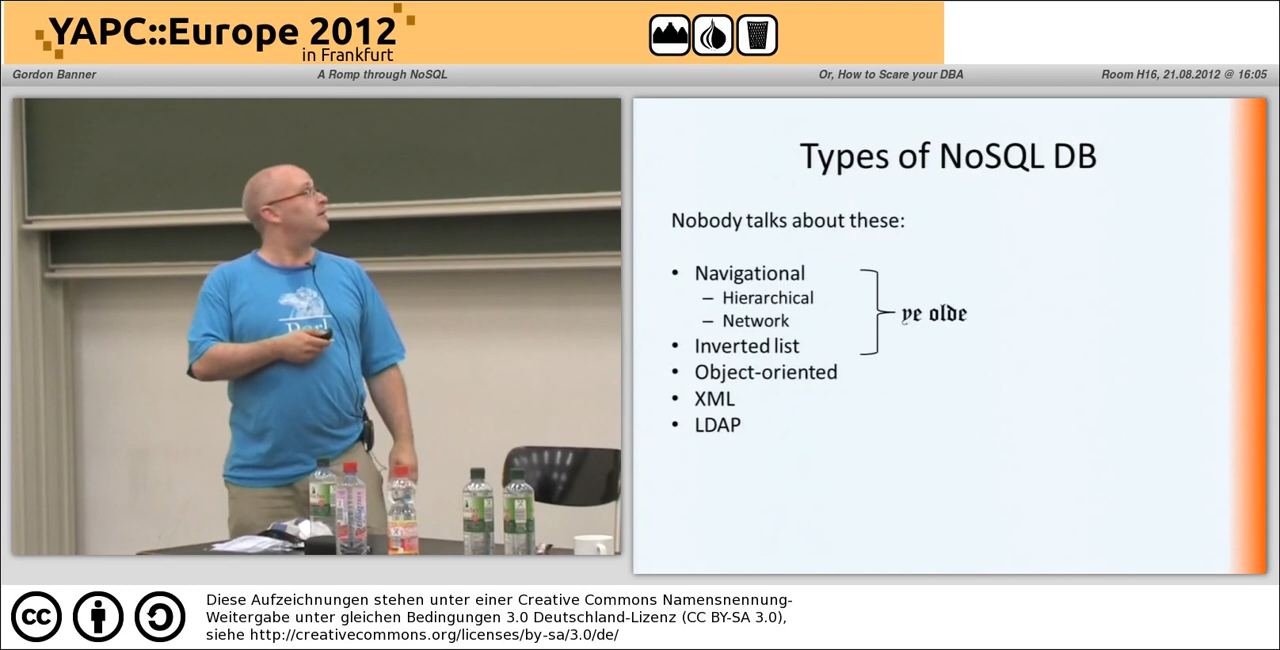 YAPC::Europe 2012
in Frankfurt
Gordon Banner
A Romp through NoSQL
Or, How to Scare your DBA
Room H16, 21.08.2012 @ 16:05
Perl
Types of NoSQL DB
Nobody talks about these:
• Navigational
– Hierarchical
– Network
• Inverted list
ye olde
• Object-oriented
• XML
• LDAP
cc
Diese Aufzeichnungen stehen unter einer Creative Commons Namensnennung-
Weitergabe unter gleichen Bedingungen 3.0 Deutschland-Lizenz (CC BY-SA 3.0),
siehe http://creativecommons.org/licenses/by-sa/3.0/de/